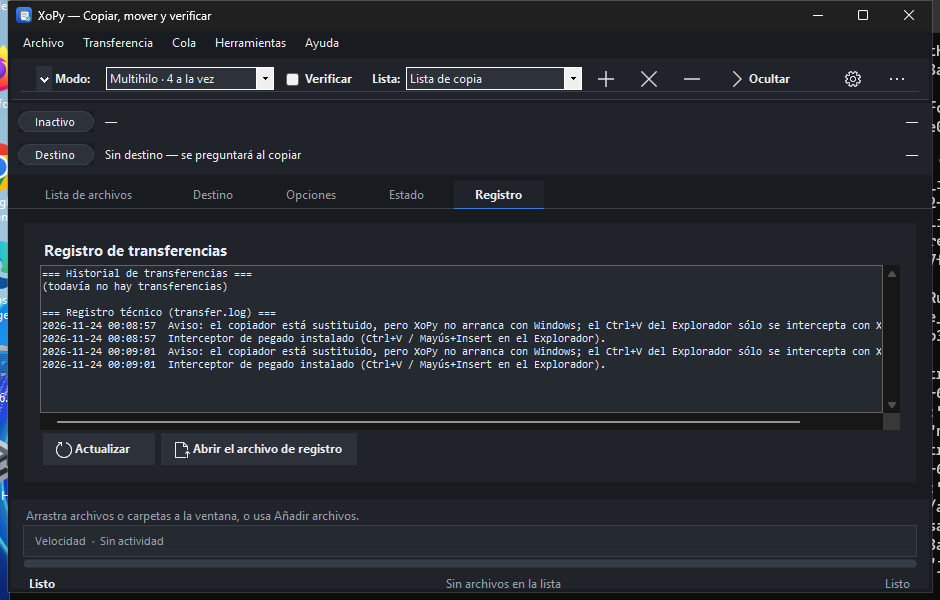 XoPy — Copiar, mover y verificar
Archivo Transferencia Cola Herramientas Ayuda
Modo: Multihilo · 4 a la vez Verificar Lista: Lista de copia Ocultar
Inactivo —
Destino Sin destino — se preguntará al copiar
Lista de archivos Destino Opciones Estado Registro
Registro de transferencias
=== Historial de transferencias ===
(todavía no hay transferencias)
=== Registro técnico (transfer.log) ===
2026-11-24 00:08:57 Aviso: el copiador está sustituido, pero XoPy no arranca con Windows; el Ctrl+V del Explorador sólo se intercepta con X
2026-11-24 00:08:57 Interceptor de pegado instalado (Ctrl+V / Mayús+Insert en el Explorador).
2026-11-24 00:09:01 Aviso: el copiador está sustituido, pero XoPy no arranca con Windows; el Ctrl+V del Explorador sólo se intercepta con X
2026-11-24 00:09:01 Interceptor de pegado instalado (Ctrl+V / Mayús+Insert en el Explorador).
Actualizar Abrir el archivo de registro
Arrastra archivos o carpetas a la ventana, o usa Añadir archivos.
Velocidad · Sin actividad
Listo Sin archivos en la lista Listo